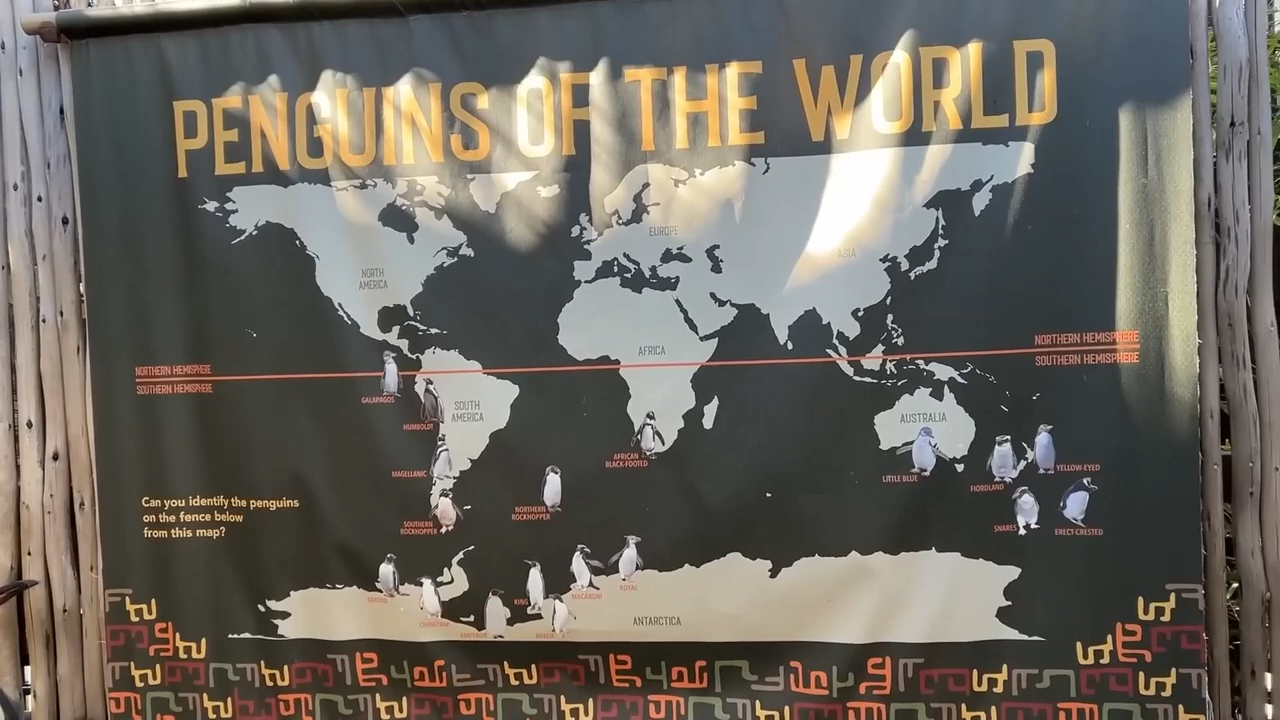 PENGUINS OF THE WORLD
EUROPE
ASIA
NORTH
AMERICA
NORTHERN HEMISPHERE
SOUTHERN HEMISPHERE
AFRICA
NORTHERN HEMISPHERE
SOUTHERN HEMISPHERE
GALAPAGOS
SOUTH
AMERICA
HUMBOLDT
AUSTRALIA
AFRICAN
BLACK-FOOTED
MAGELLANIC
LITTLE BLUE
FIORDLAND
YELLOW-EYED
Can you identify the penguins
on the fence below
from this map?
NORTHERN
ROCKHOPPER
SOUTHERN
ROCKHOPPER
SNARES
ERECT-CRESTED
GENTOO
CHINSTRAP
KING
MACARONI
ROYAL
EMPEROR
ADELIE
ANTARCTICA